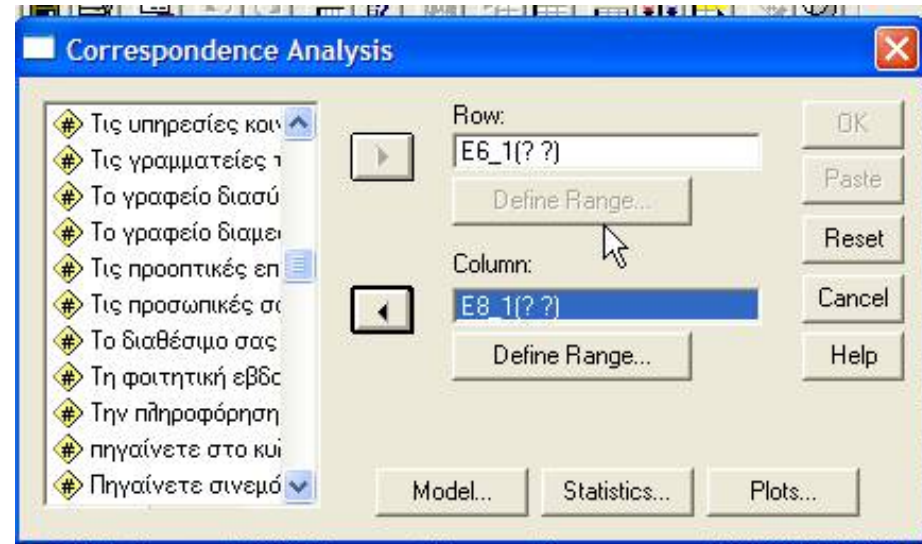 Correspondence Analysis
Τις υπηρεσίες κοιν
Τις γραμματείες τ
Το γραφείο διασύ
Το γραφείο διαμε
Τις προοπτικές επ
Τις προσωπικές σα
Το διαθέσιμο σας
Τη φοιτητική εβδο
Την πληροφόρηση
πηγαίνετε στο κυλ
Πηγαίνετε σινεμά
Row:
E6_1(? ?)
Define Range...
Column:
E8_1(? ?)
Define Range...
OK
Paste
Reset
Cancel
Help
Model...
Statistics...
Plots...